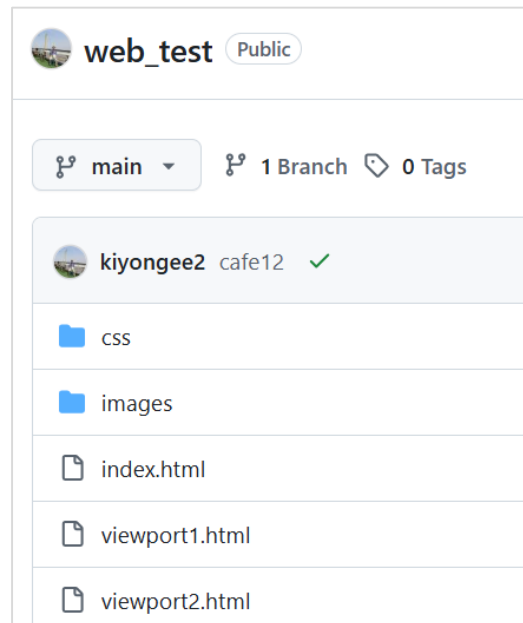 web_test Public
main 1 Branch 0 Tags
kiyongee2 cafe12
css
images
index.html
viewport1.html
viewport2.html